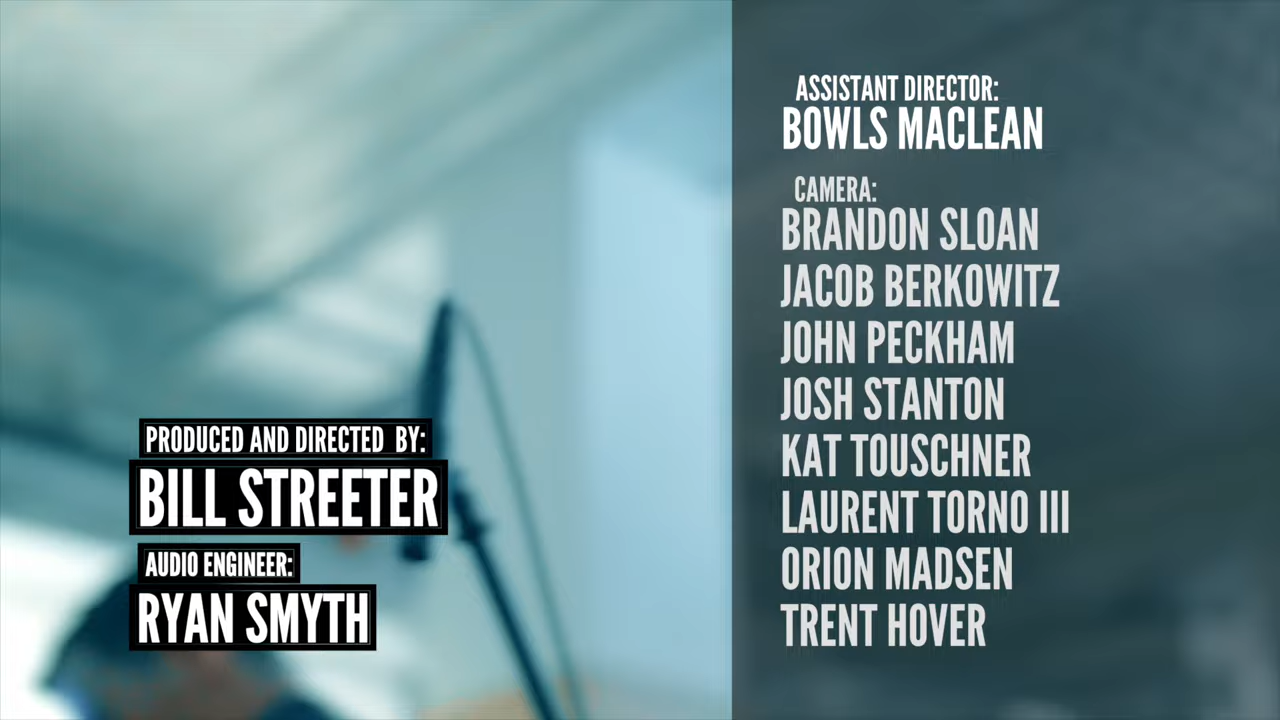 PRODUCED AND DIRECTED BY:
BILL STREETER
AUDIO ENGINEER:
RYAN SMYTH
ASSISTANT DIRECTOR:
BOWLS MACLEAN
CAMERA:
BRANDON SLOAN
JACOB BERKOWITZ
JOHN PECKHAM
JOSH STANTON
KAT TOUSCHNER
LAURENT TORNO III
ORION MADSEN
TRENT HOVER